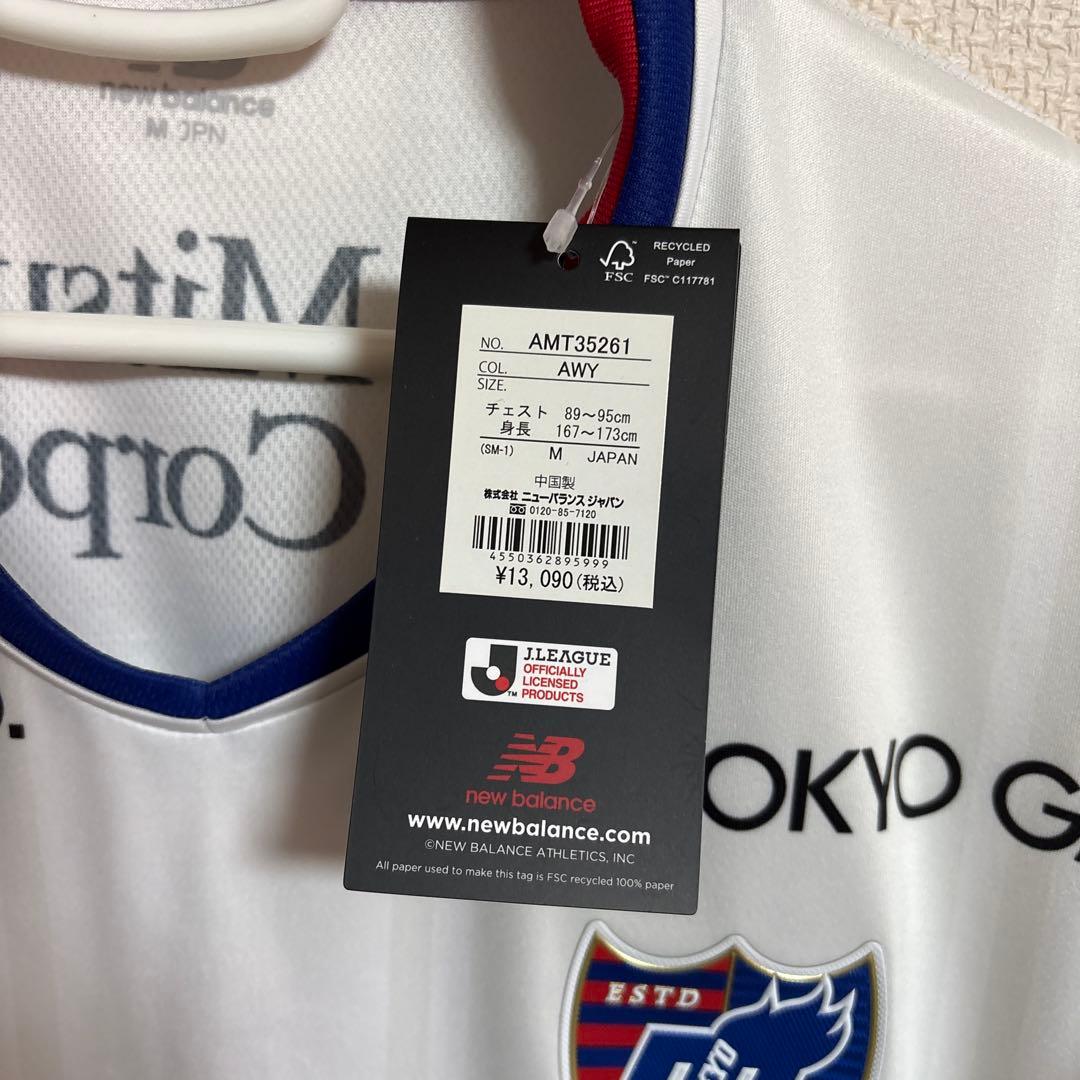 new balance
M JPN
Corpo
RECYCLED
Paper
FSC™ C117781
FSC
NO. AMT35261
COL. AWY
SIZE.
チェスト 89～95cm
身長 167～173cm
(SM-1) M JAPAN
中国製
株式会社 ニューバランス ジャパン
0120-85-7120
4550362895999
¥13,090(税込)
J.LEAGUE
OFFICIALLY
LICENSED
™ PRODUCTS
NB
new balance
www.newbalance.com
©NEW BALANCE ATHLETICS, INC
All paper used to make this tag is FSC recycled 100% paper
OKYO G
ESTD